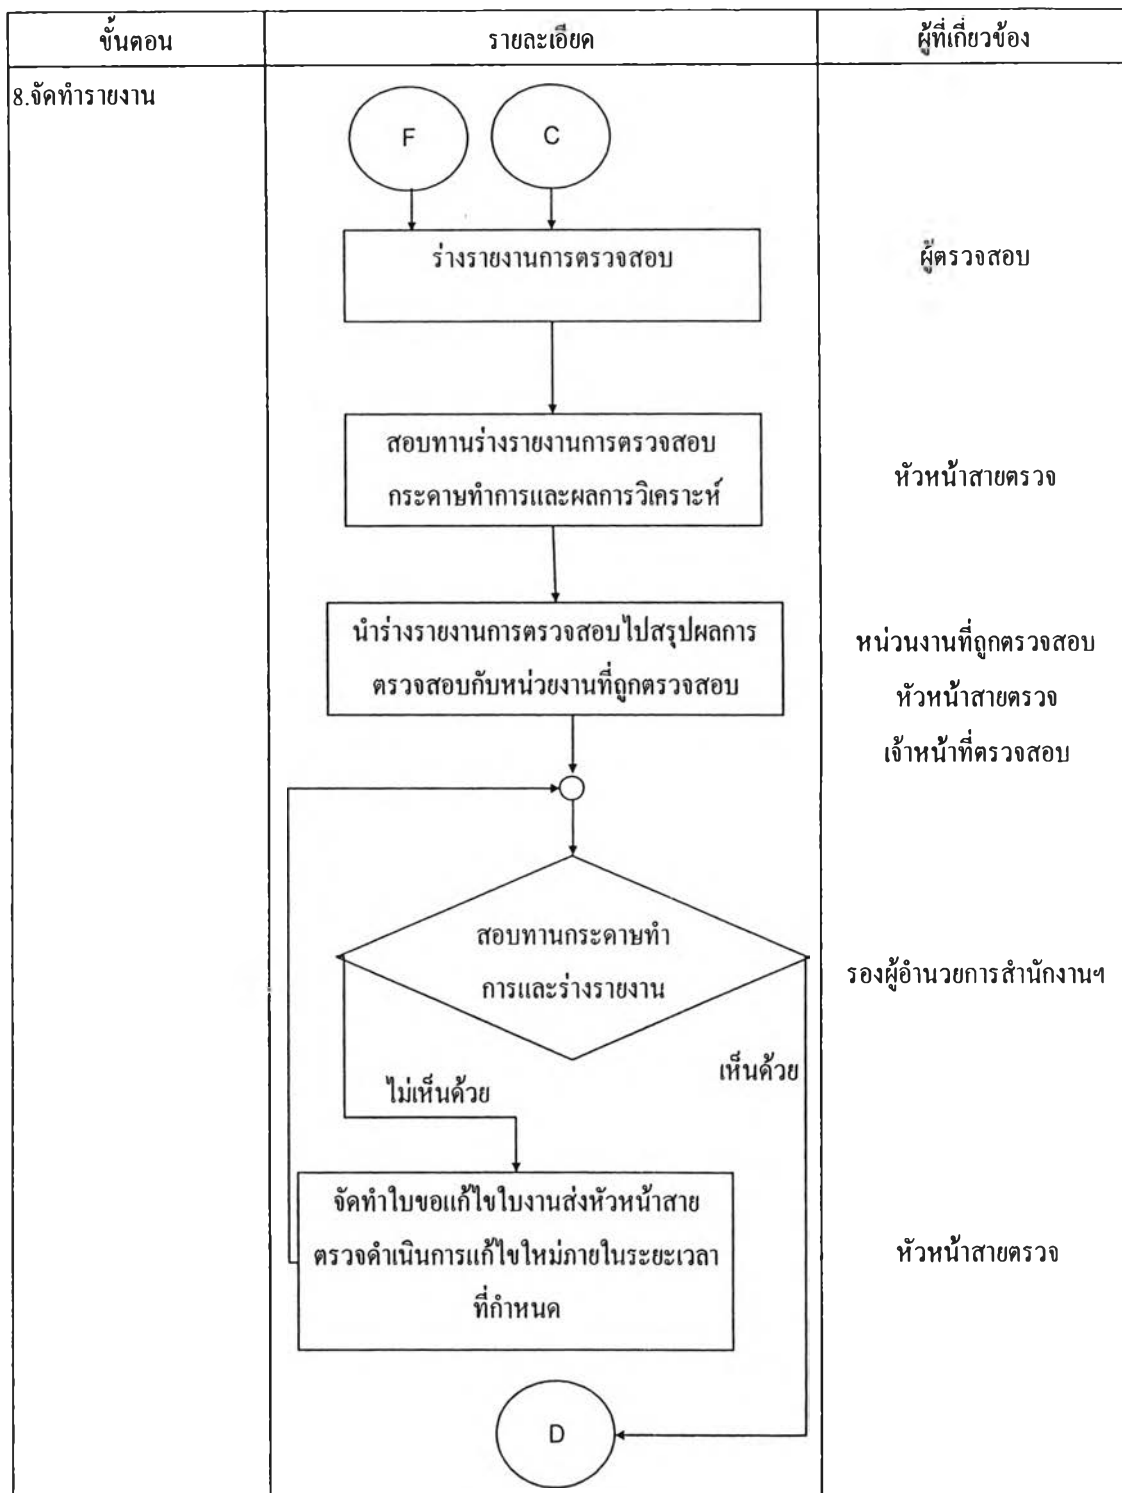 ขั้นตอน
รายละเอียด
ผู้ที่เกี่ยวข้อง
8.จัดทำรายงาน
F
C
ร่างรายงานการตรวจสอบ
ผู้ตรวจสอบ
สอบทานร่างรายงานการตรวจสอบ
กระดาษทำการและผลการวิเคราะห์
หัวหน้าสายตรวจ
นำร่างรายงานการตรวจสอบไปสรุปผลการ
ตรวจสอบกับหน่วยงานที่ถูกตรวจสอบ
หน่วนงานที่ถูกตรวจสอบ
หัวหน้าสายตรวจ
เจ้าหน้าที่ตรวจสอบ
สอบทานกระดาษทำ
การและร่างรายงาน
รองผู้อำนวยการสำนักงานฯ
ไม่เห็นด้วย
เห็นด้วย
จัดทำใบขอแก้ไขใบงานส่งหัวหน้าสาย
ตรวจดำเนินการแก้ไขใหม่ภายในระยะเวลา
ที่กำหนด
หัวหน้าสายตรวจ
D